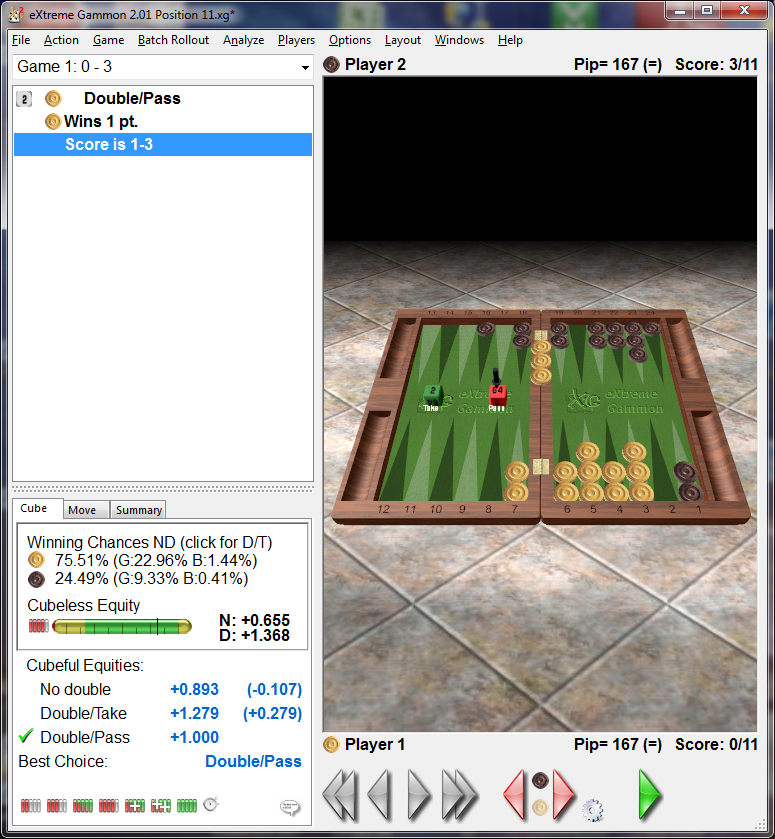 eXtreme Gammon 2.01 Position 11.xg*
File Action Game Batch Rollout Analyze Players Options Layout Windows Help
Game 1: 0 - 3
2 Double/Pass
Wins 1 pt.
Score is 1-3
Cube Move Summary
Winning Chances ND (click for D/T)
75.51% (G:22.96% B:1.44%)
24.49% (G:9.33% B:0.41%)
Cubeless Equity
N: +0.655
D: +1.368
Cubeful Equities:
No double +0.893 (-0.107)
Double/Take +1.279 (+0.279)
Double/Pass +1.000
Best Choice: Double/Pass
Player 2 Pip= 167 (=) Score: 3/11
13 14 15 16 17 18 19 20 21 22 23 24
2 64
Take Pass
eXtreme Gammon
eXtreme Gammon
12 11 10 9 8 7 6 5 4 3 2 1
Player 1 Pip= 167 (=) Score: 0/11